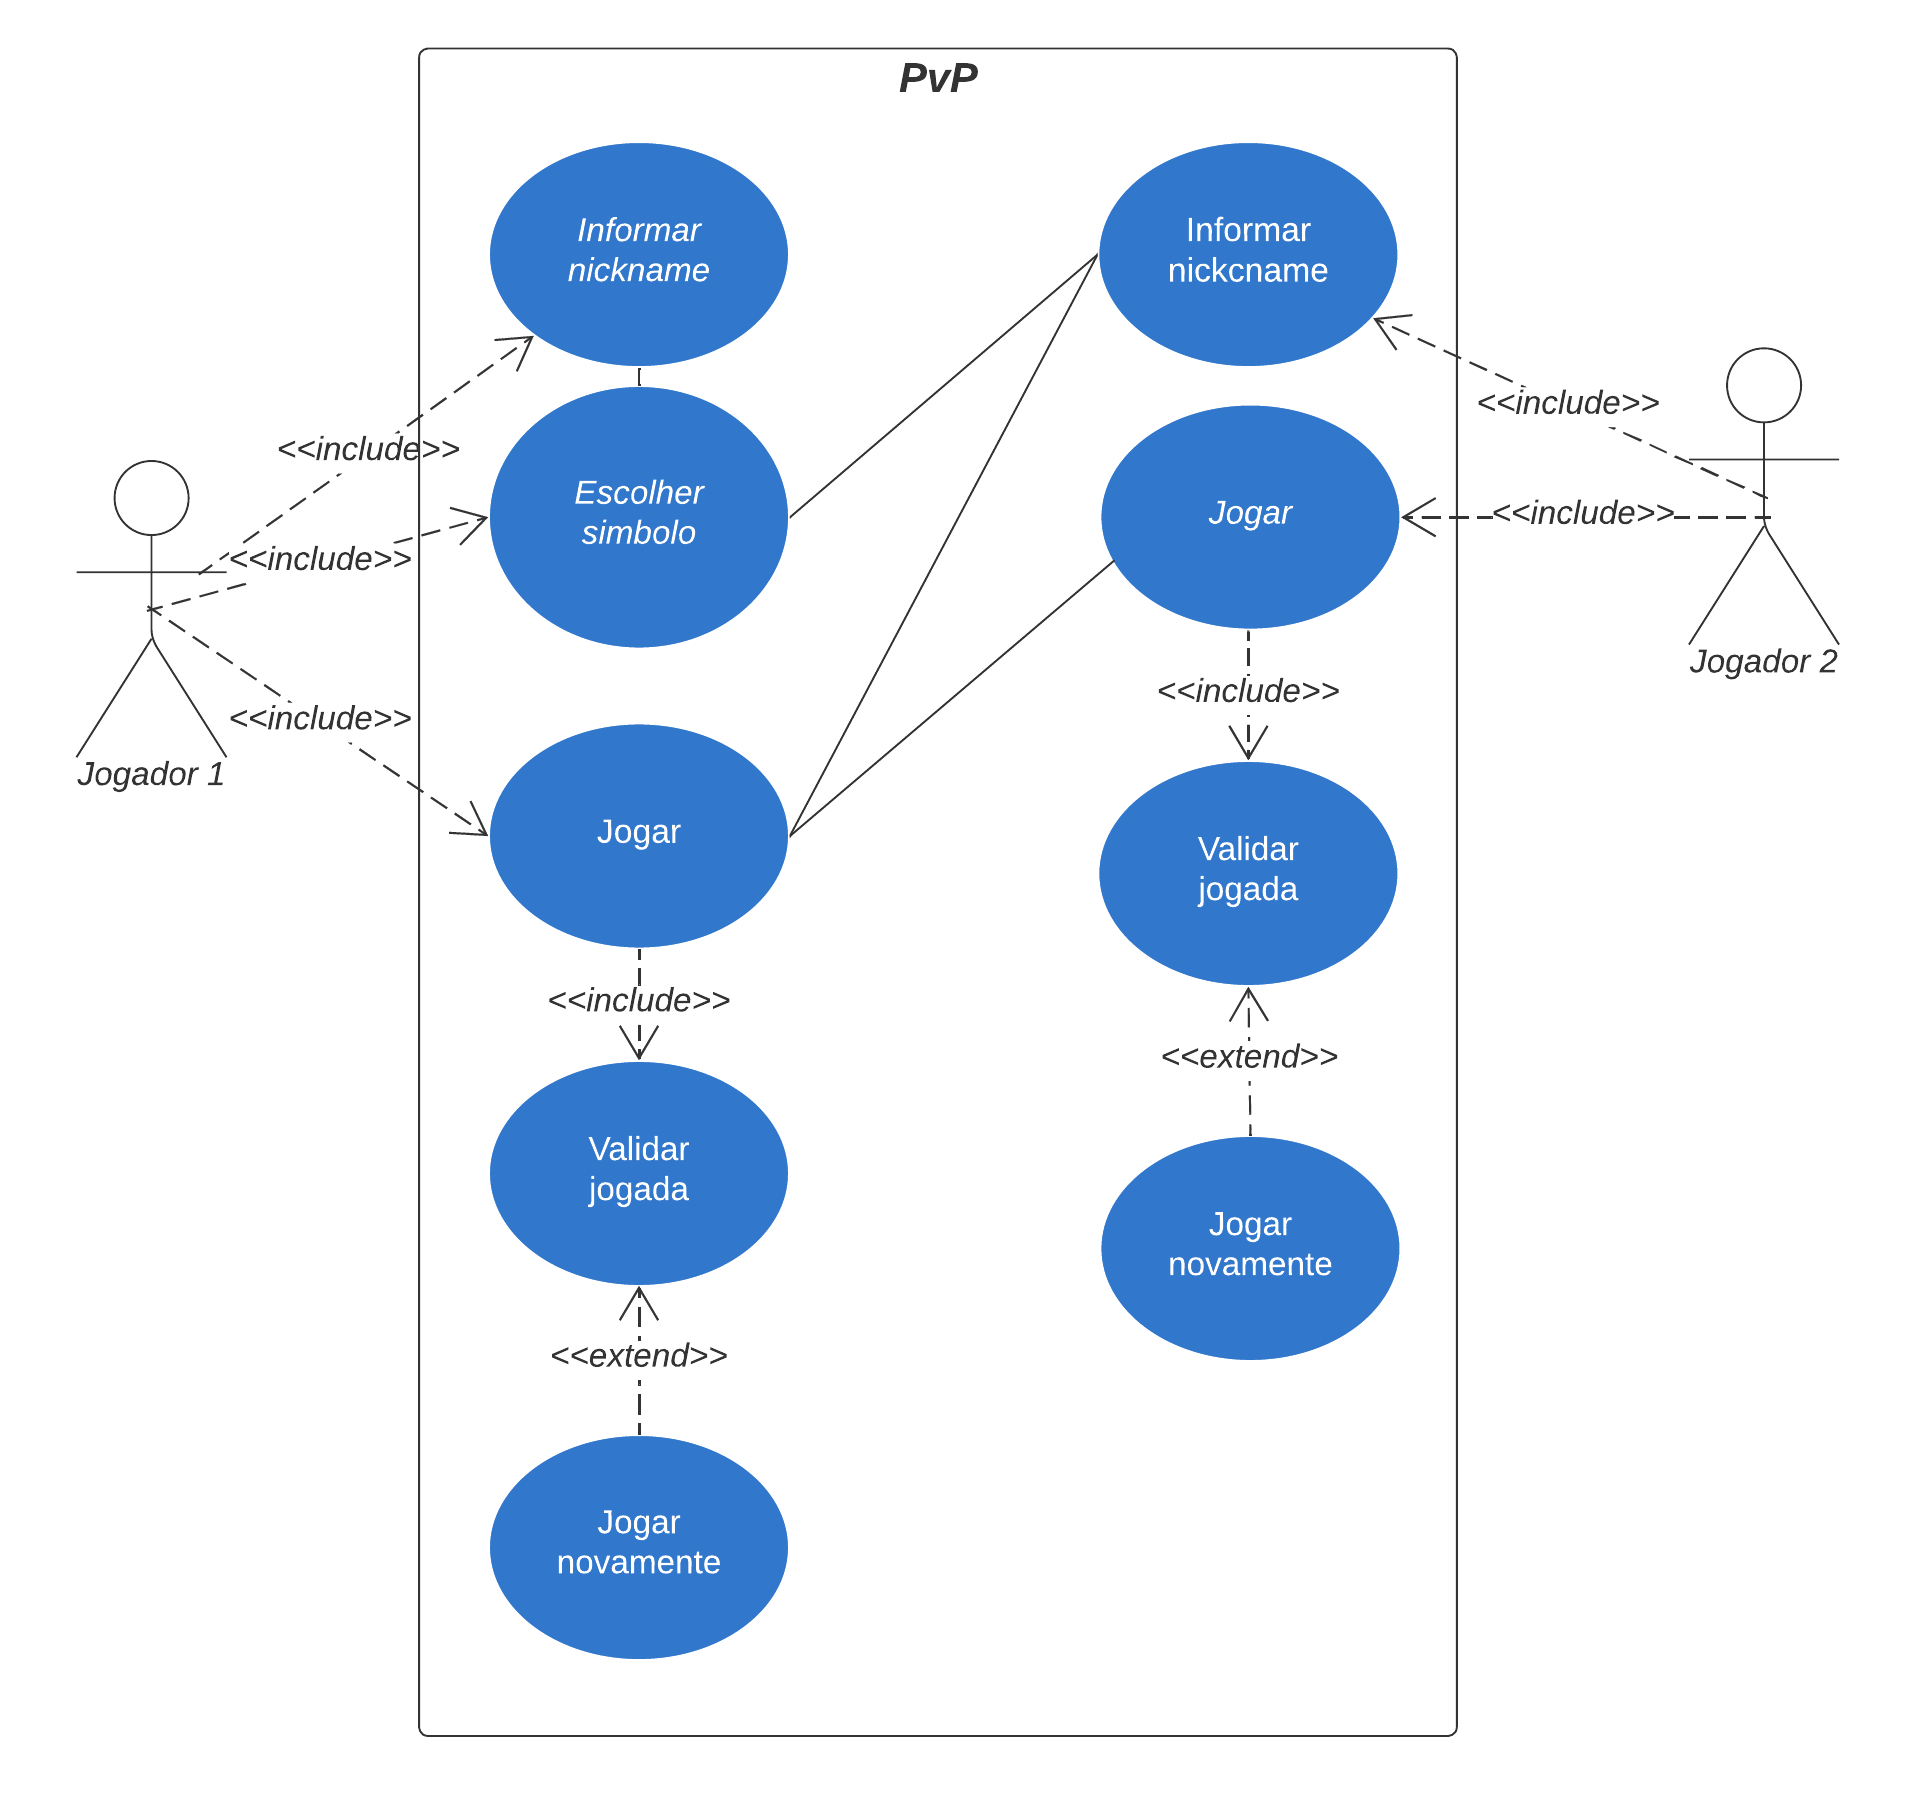 PvP
Informar
nickname
Informar
nickcname
<<include>>
<<include>>
Escolher
simbolo
Jogar
<<include>>
<<include>>
Jogador 2
<<include>>
<<include>>
Jogador 1
Jogar
Validar
jogada
<<include>>
<<extend>>
Validar
jogada
Jogar
novamente
<<extend>>
Jogar
novamente